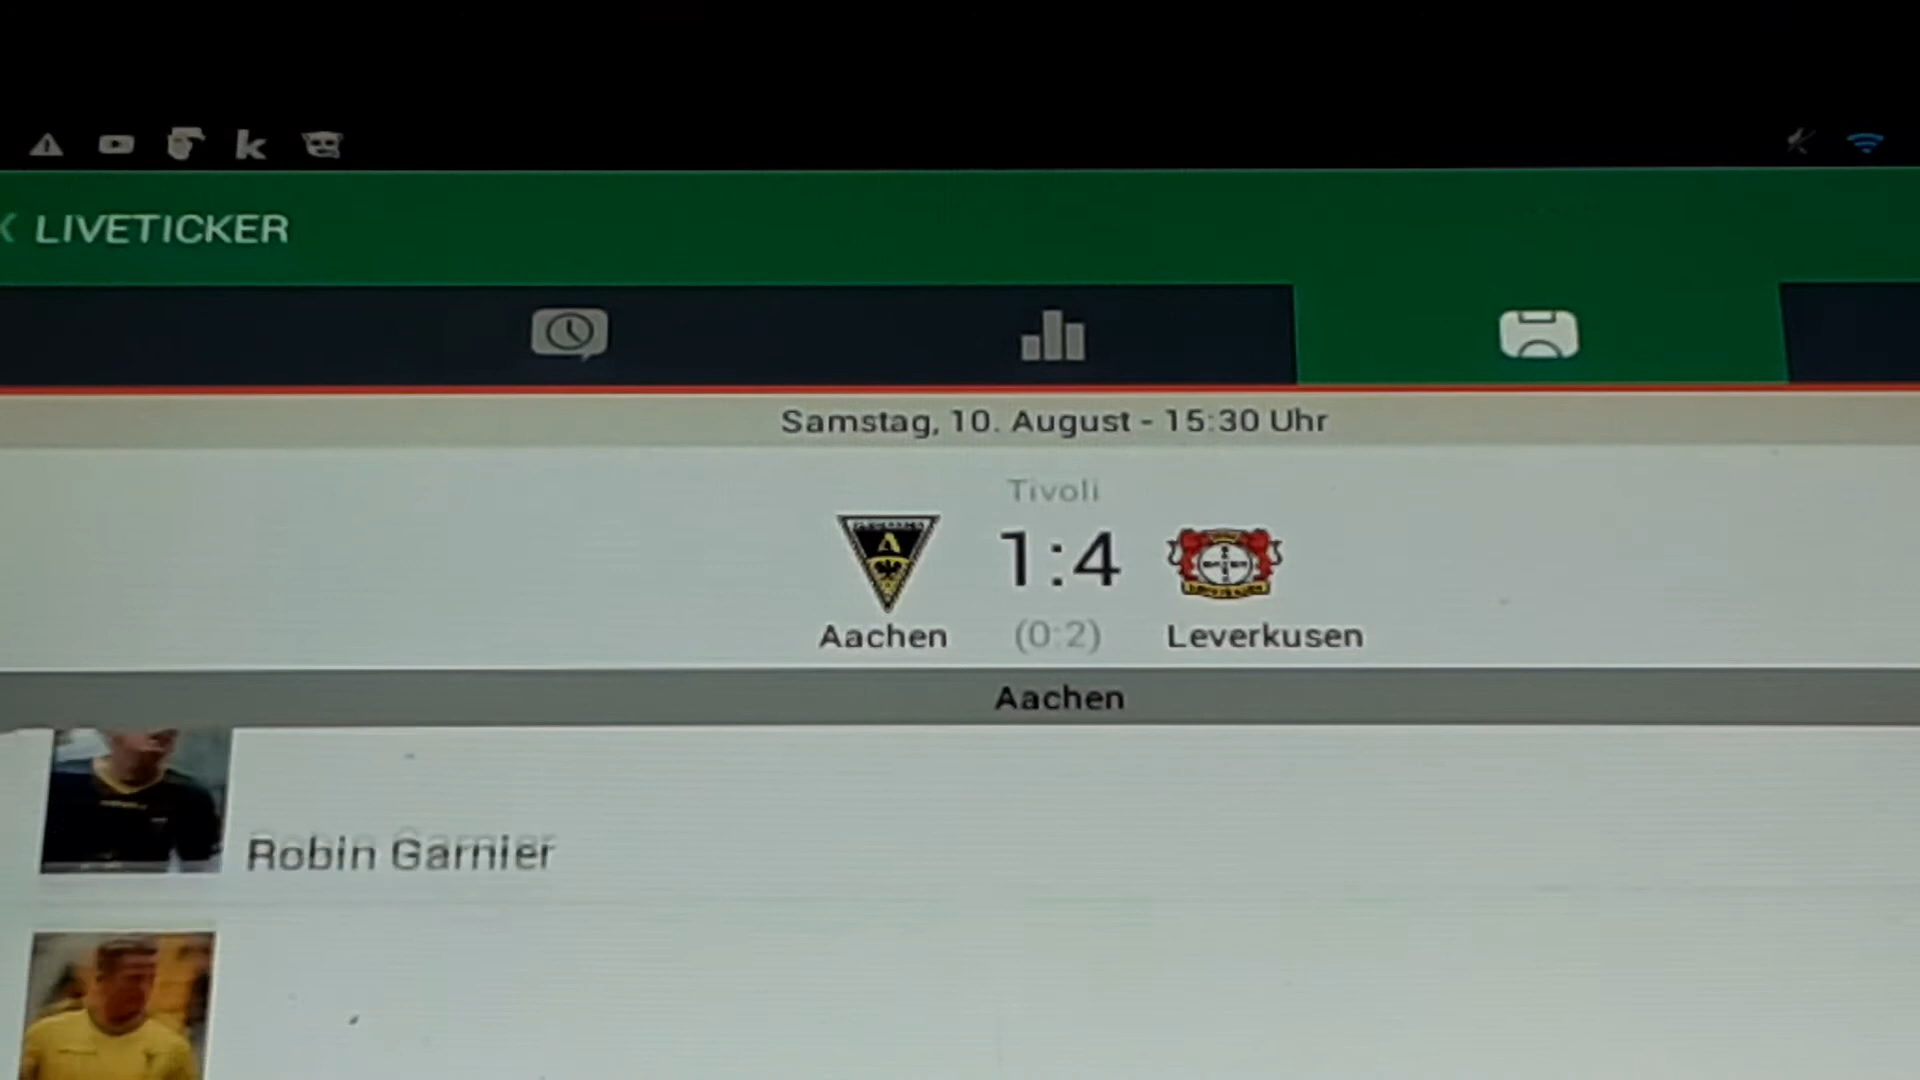 LIVETICKER
Samstag, 10. August - 15:30 Uhr
Tivoli
1:4
Aachen (0:2) Leverkusen
Aachen
Robin Garnier